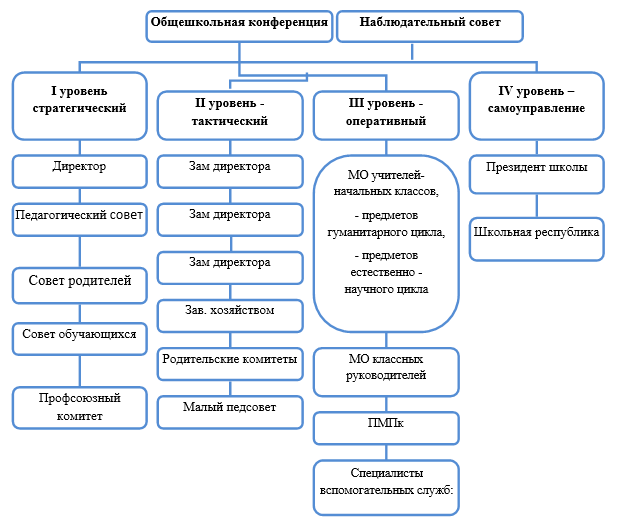 Общешкольная конференция
Наблюдательный совет
I уровень
стратегический
Директор
Педагогический совет
Совет родителей
Совет обучающихся
Профсоюзный
комитет
II уровень -
тактический
Зам директора
Зам директора
Зам директора
Зав. хозяйством
Родительские комитеты
Малый педсовет
III уровень -
оперативный
МО учителей-
начальных классов,
- предметов
гуманитарного цикла,
- предметов
естественно -
научного цикла
МО классных
руководителей
ПМПк
Специалисты
вспомогательных служб:
IV уровень –
самоуправление
Президент школы
Школьная республика